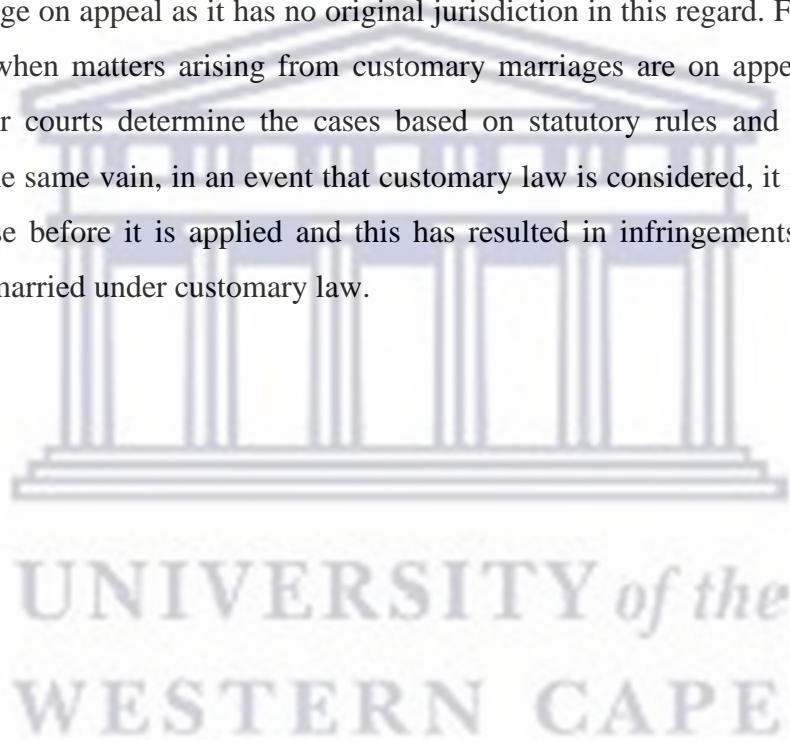 ge on appeal as it has no original jurisdiction in this regard. F
when matters arising from customary marriages are on appe
r courts determine the cases based on statutory rules and
e same vain, in an event that customary law is considered, it
se before it is applied and this has resulted in infringements
married under customary law.
UNIVERSITY of the
WESTERN CAPE